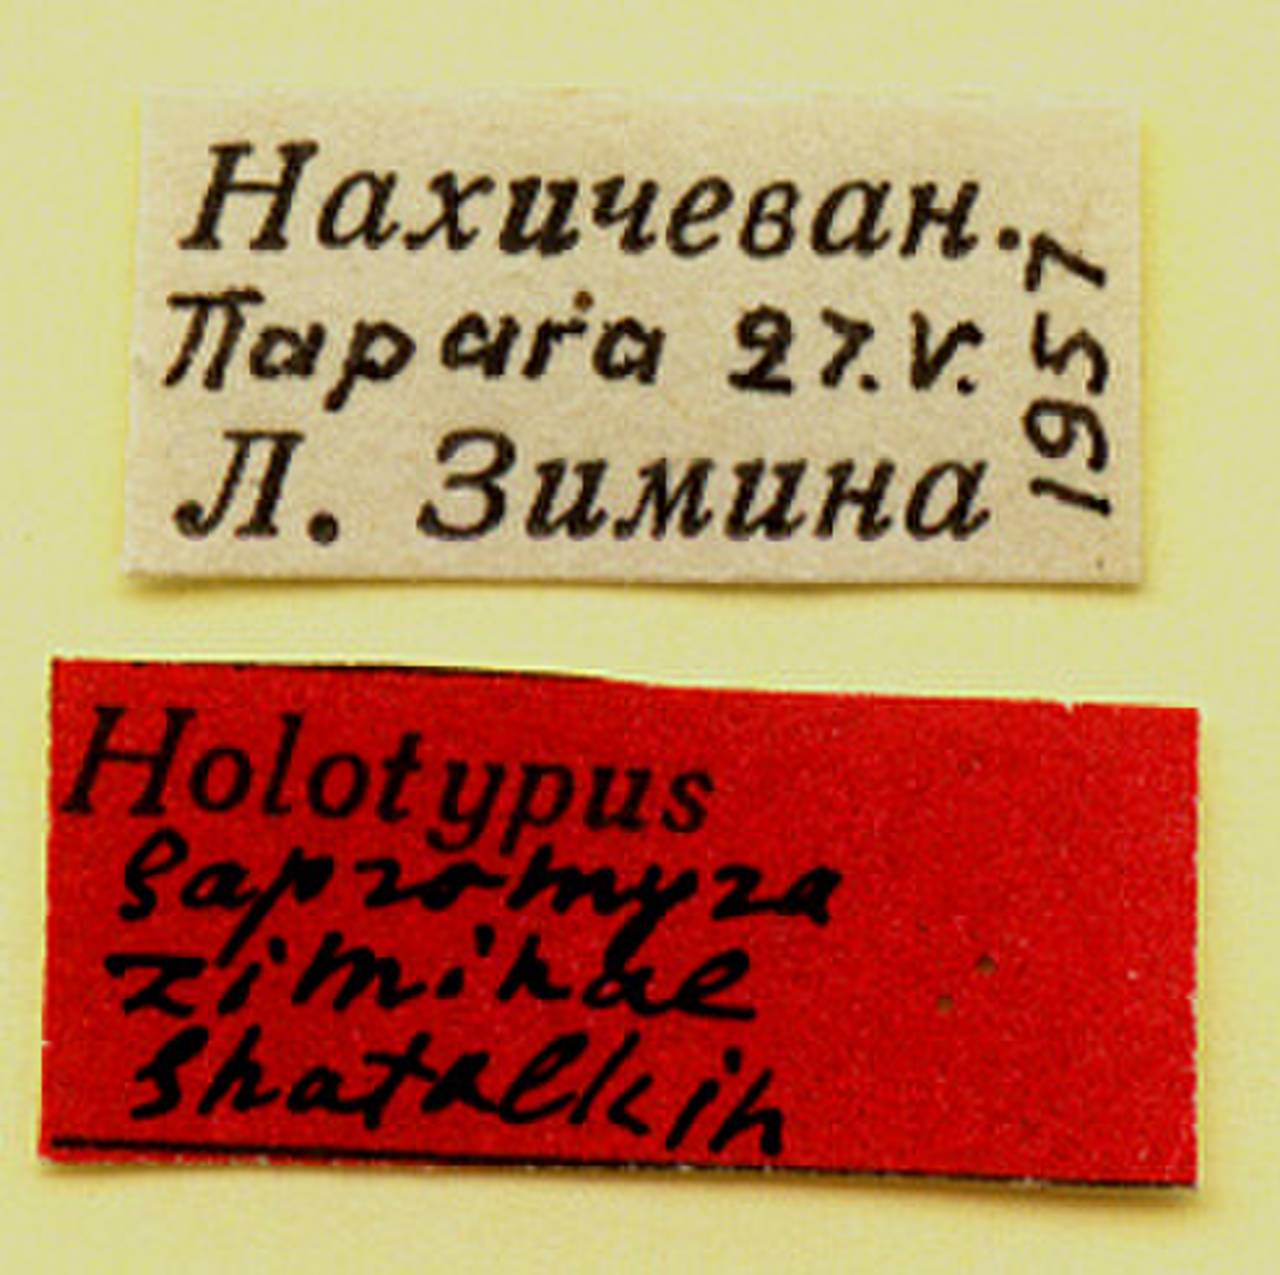 Нахичеван.
Парага 27.V.
1957
Л. Зимина
Holotypus
Sapromyza
ziminae
Shatalkin